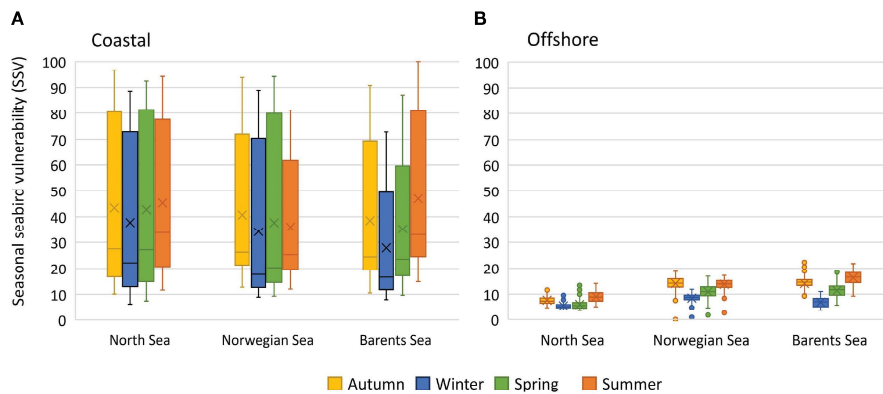 A
Coastal
Seasonal seabirc vulnerability (SSV)
100
90
80
70
60
50
40
30
20
10
0
North Sea
Norwegian Sea
Barents Sea
B
Offshore
100
90
80
70
60
50
40
30
20
10
0
North Sea
Norwegian Sea
Barents Sea
Autumn Winter Spring Summer